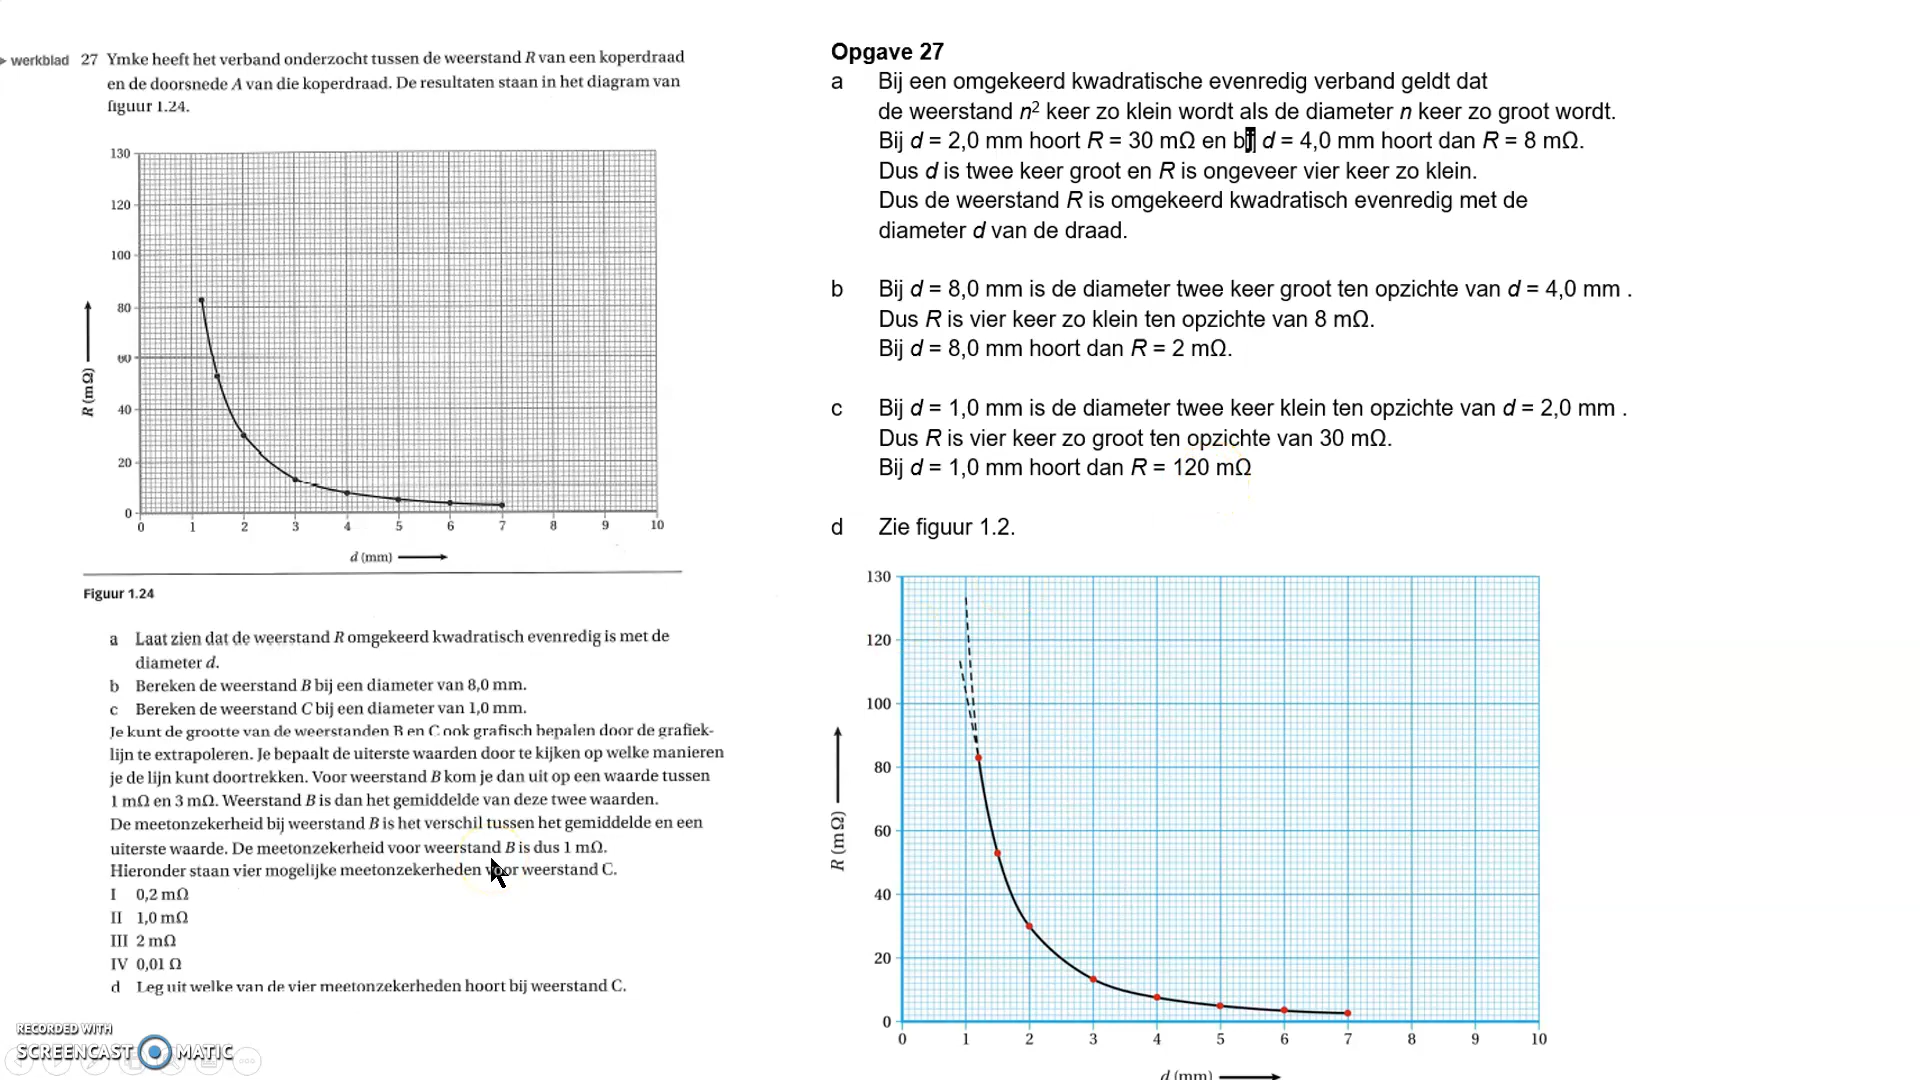 werkblad 27 Ymke heeft het verband onderzocht tussen de weerstand R van een koperdraad
en de doorsnede A van die koperdraad. De resultaten staan in het diagram van
figuur 1.24.
130
120
100
80
60
40
20
0
R (mΩ)
0 1 2 3 4 5 6 7 8 9 10
d (mm)
Figuur 1.24
a Laat zien dat de weerstand R omgekeerd kwadratisch evenredig is met de
diameter d.
b Bereken de weerstand B bij een diameter van 8,0 mm.
c Bereken de weerstand C bij een diameter van 1,0 mm.
Je kunt de grootte van de weerstanden B en C ook grafisch bepalen door de grafiek-
lijn te extrapoleren. Je bepaalt de uiterste waarden door te kijken op welke manieren
je de lijn kunt doortrekken. Voor weerstand B kom je dan uit op een waarde tussen
1 mΩ en 3 mΩ. Weerstand B is dan het gemiddelde van deze twee waarden.
De meetonzekerheid bij weerstand B is het verschil tussen het gemiddelde en een
uiterste waarde. De meetonzekerheid voor weerstand B is dus 1 mΩ.
Hieronder staan vier mogelijke meetonzekerheden voor weerstand C.
I 0,2 mΩ
II 1,0 mΩ
III 2 mΩ
IV 0,01 Ω
d Leg uit welke van de vier meetonzekerheden hoort bij weerstand C.
RECORDED WITH
SCREENCAST MATIC
Opgave 27
a Bij een omgekeerd kwadratische evenredig verband geldt dat
de weerstand n² keer zo klein wordt als de diameter n keer zo groot wordt.
Bij d = 2,0 mm hoort R = 30 mΩ en bij d = 4,0 mm hoort dan R = 8 mΩ.
Dus d is twee keer groot en R is ongeveer vier keer zo klein.
Dus de weerstand R is omgekeerd kwadratisch evenredig met de
diameter d van de draad.
b Bij d = 8,0 mm is de diameter twee keer groot ten opzichte van d = 4,0 mm .
Dus R is vier keer zo klein ten opzichte van 8 mΩ.
Bij d = 8,0 mm hoort dan R = 2 mΩ.
c Bij d = 1,0 mm is de diameter twee keer klein ten opzichte van d = 2,0 mm .
Dus R is vier keer zo groot ten opzichte van 30 mΩ.
Bij d = 1,0 mm hoort dan R = 120 mΩ
d Zie figuur 1.2.
130
120
100
80
60
40
20
0
R (mΩ)
0 1 2 3 4 5 6 7 8 9 10
d (mm)